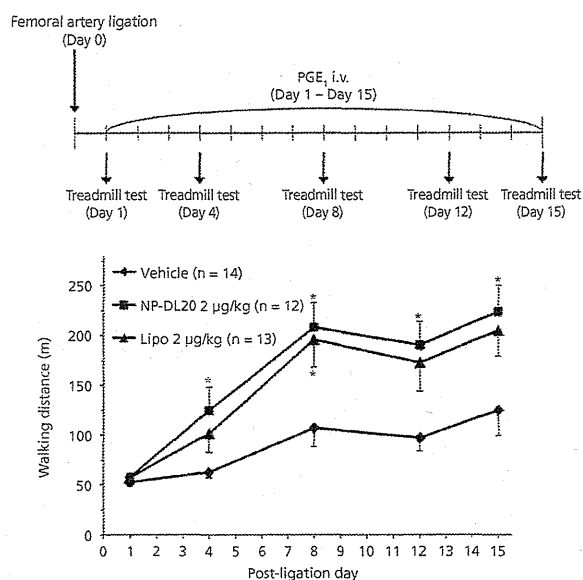 Femoral artery ligation
(Day 0)
PGE₁ i.v.
(Day 1 – Day 15)
Treadmill test
(Day 1)
Treadmill test
(Day 4)
Treadmill test
(Day 8)
Treadmill test
(Day 12)
Treadmill test
(Day 15)
Walking distance (m)
250
200
150
100
50
0
Vehicle (n = 14)
NP-DL20 2 μg/kg (n = 12)
Lipo 2 μg/kg (n = 13)
*
*
*
*
*
0 1 2 3 4 5 6 7 8 9 10 11 12 13 14 15
Post-ligation day